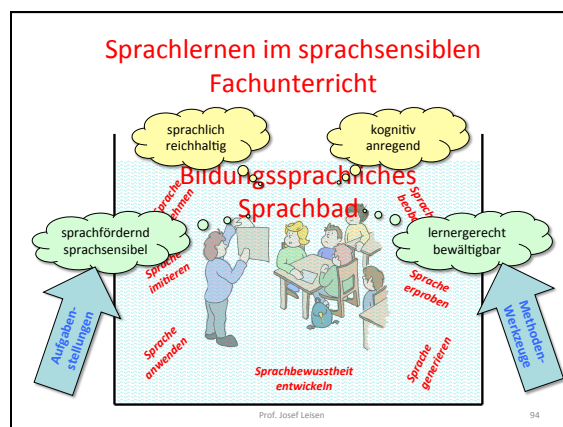 Sprachlernen im sprachsensiblen
Fachunterricht
sprachlich
reichhaltig
kognitiv
anregend
Bildungssprachliches
Sprachbad
Sprache
sprachfördernd
sprachsensibel
lernergerecht
bewältigbar
Sprache
imitieren
Sprache
erproben
Aufgaben-
stellungen
Methoden-
Werkzeuge
Sprache
anwenden
Sprachbewusstheit
entwickeln
Sprache
generieren
Prof. Josef Leisen
94